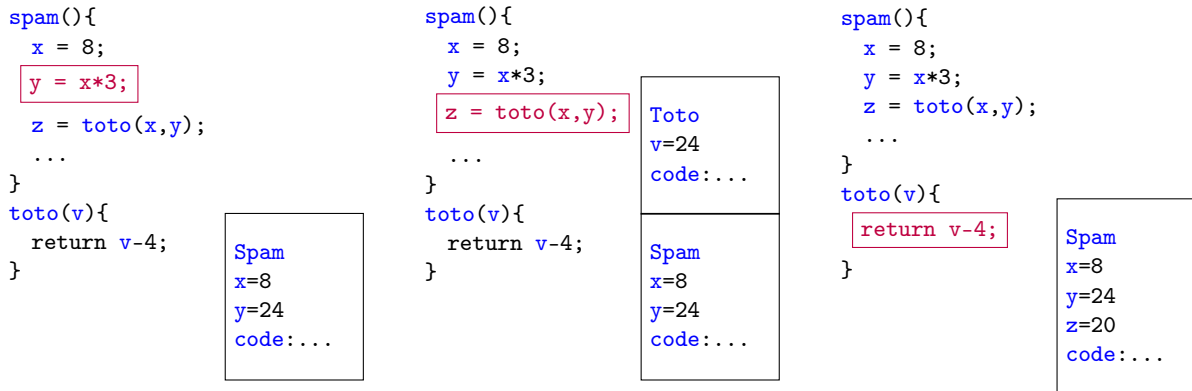 spam(){
x = 8;
y = x*3;
z = toto(x,y);
...
}
toto(v){
return v-4;
}
Spam
x=8
y=24
code:...
spam(){
x = 8;
y = x*3;
z = toto(x,y);
...
}
toto(v){
return v-4;
}
Toto
v=24
code:...
Spam
x=8
y=24
code:...
spam(){
x = 8;
y = x*3;
z = toto(x,y);
...
}
toto(v){
return v-4;
}
Spam
x=8
y=24
z=20
code:...